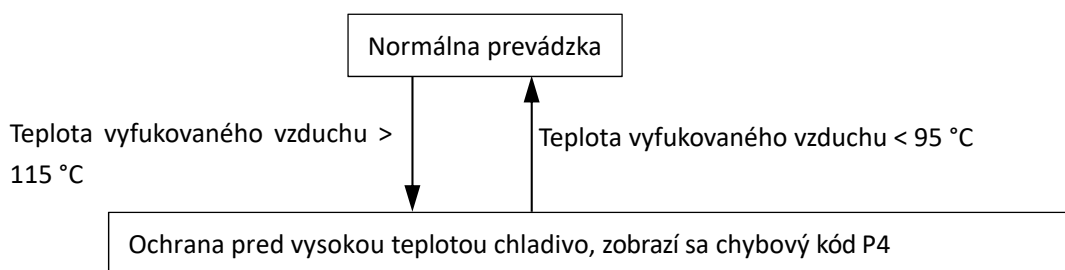 Normálna prevádzka
Teplota vyfukovaného vzduchu >
115 °C
Teplota vyfukovaného vzduchu < 95 °C
Ochrana pred vysokou teplotou chladivo, zobrazí sa chybový kód P4